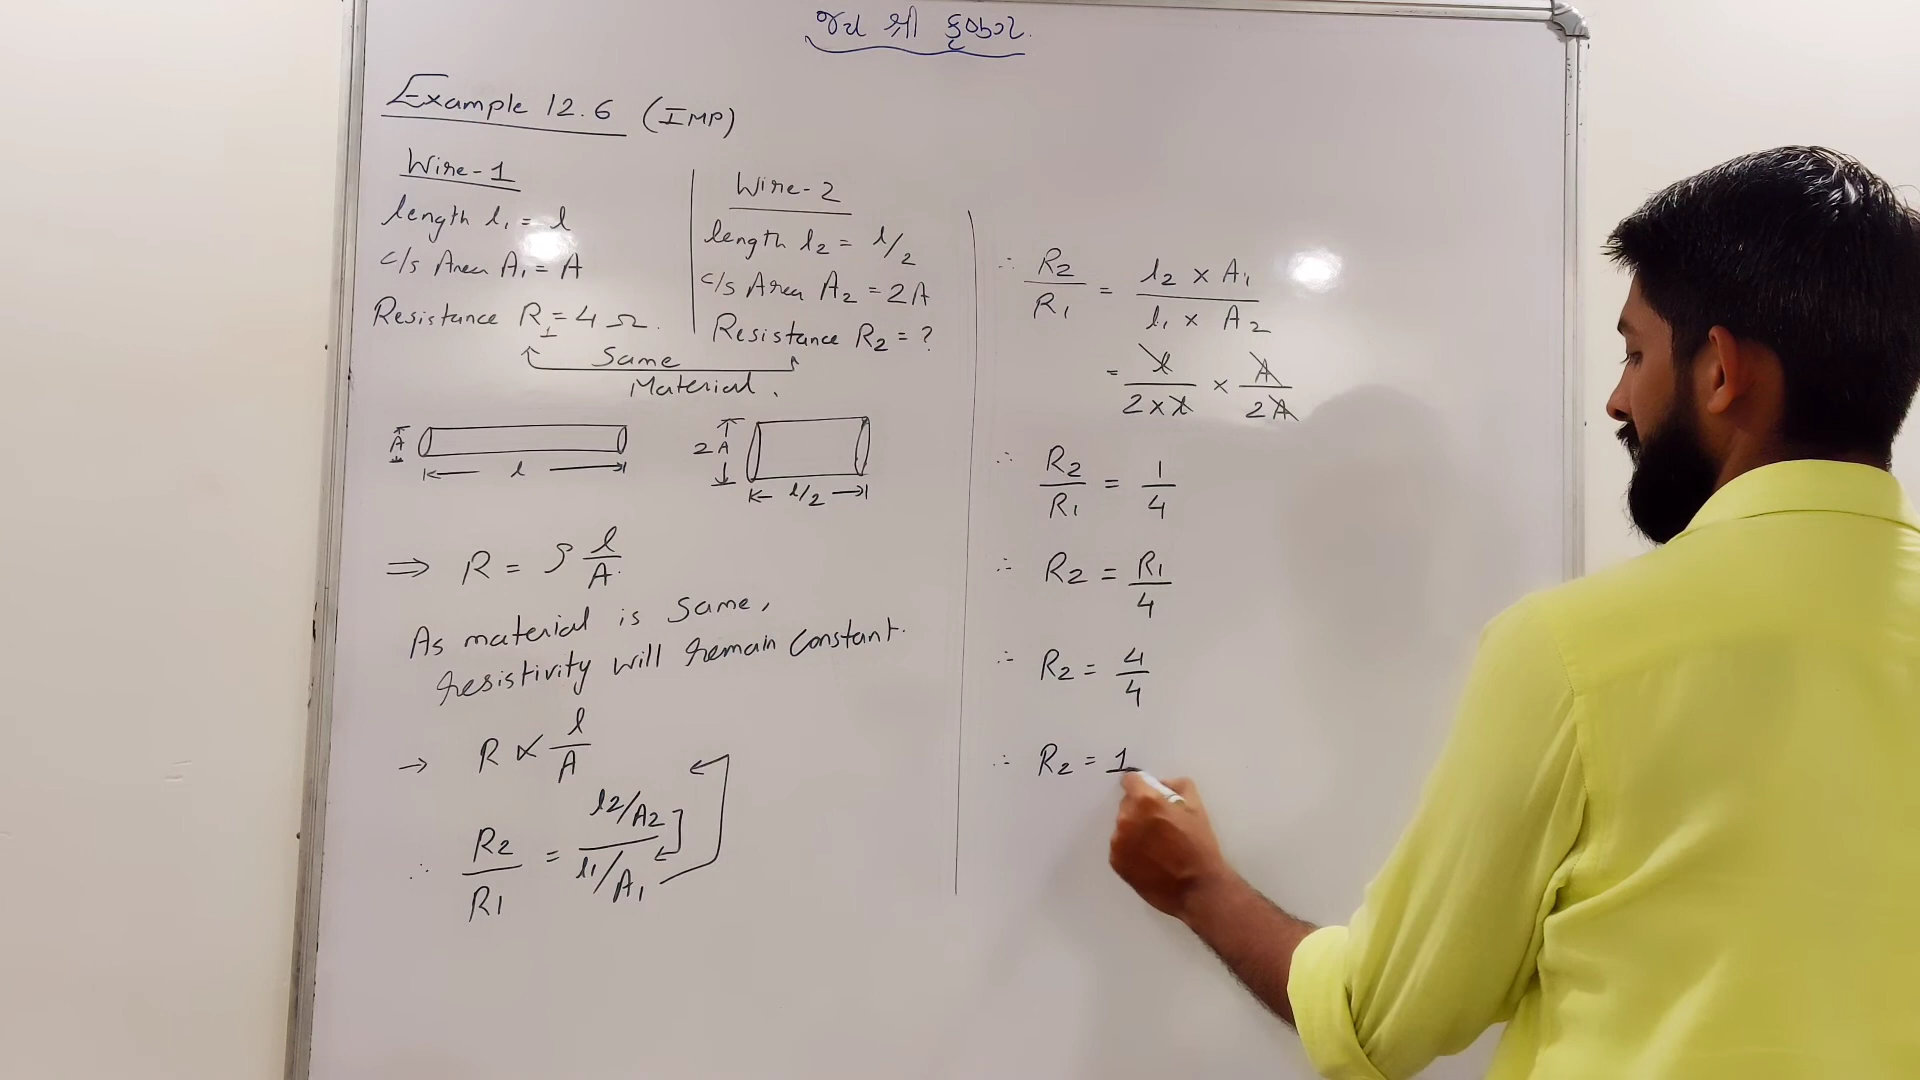 જય શ્રી કૃષ્ણ
Example 12.6 (IMP)
Wire-1
length l₁ = l
c/s Area A₁ = A
Resistance R₁ = 4 Ω.
Wire-2
length l₂ = l/2
c/s Area A₂ = 2A
Resistance R₂ = ?
Same
Material.
A
l
2A
l/2
⇒ R = ρ l/A.
As material is same,
resistivity will remain constant.
→ R ∝ l/A
∴ R₂/R₁ = (l₂/A₂)/(l₁/A₁)
∴ R₂/R₁ = (l₂ × A₁)/(l₁ × A₂)
= l/(2×l) × A/2A
∴ R₂/R₁ = 1/4
∴ R₂ = R₁/4
∴ R₂ = 4/4
∴ R₂ = 1